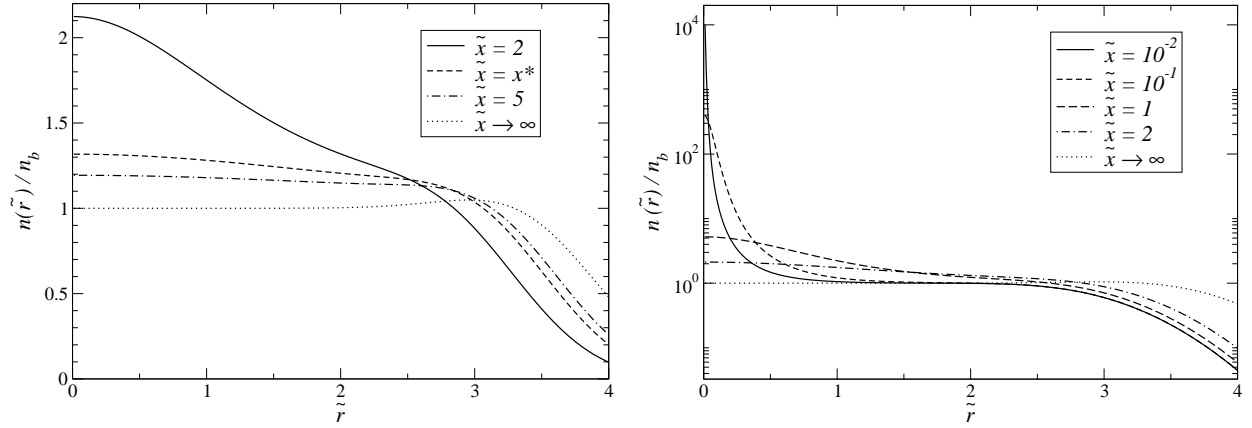 2
1.5
1
0.5
0
0
1
2
3
4
n(r̃) / n_b
r̃
x̃ = 2
x̃ = x*
x̃ = 5
x̃ → ∞
10^4
10^2
10^0
0
1
2
3
4
n (r̃) / n_b
r̃
x̃ = 10^-2
x̃ = 10^-1
x̃ = 1
x̃ = 2
x̃ → ∞